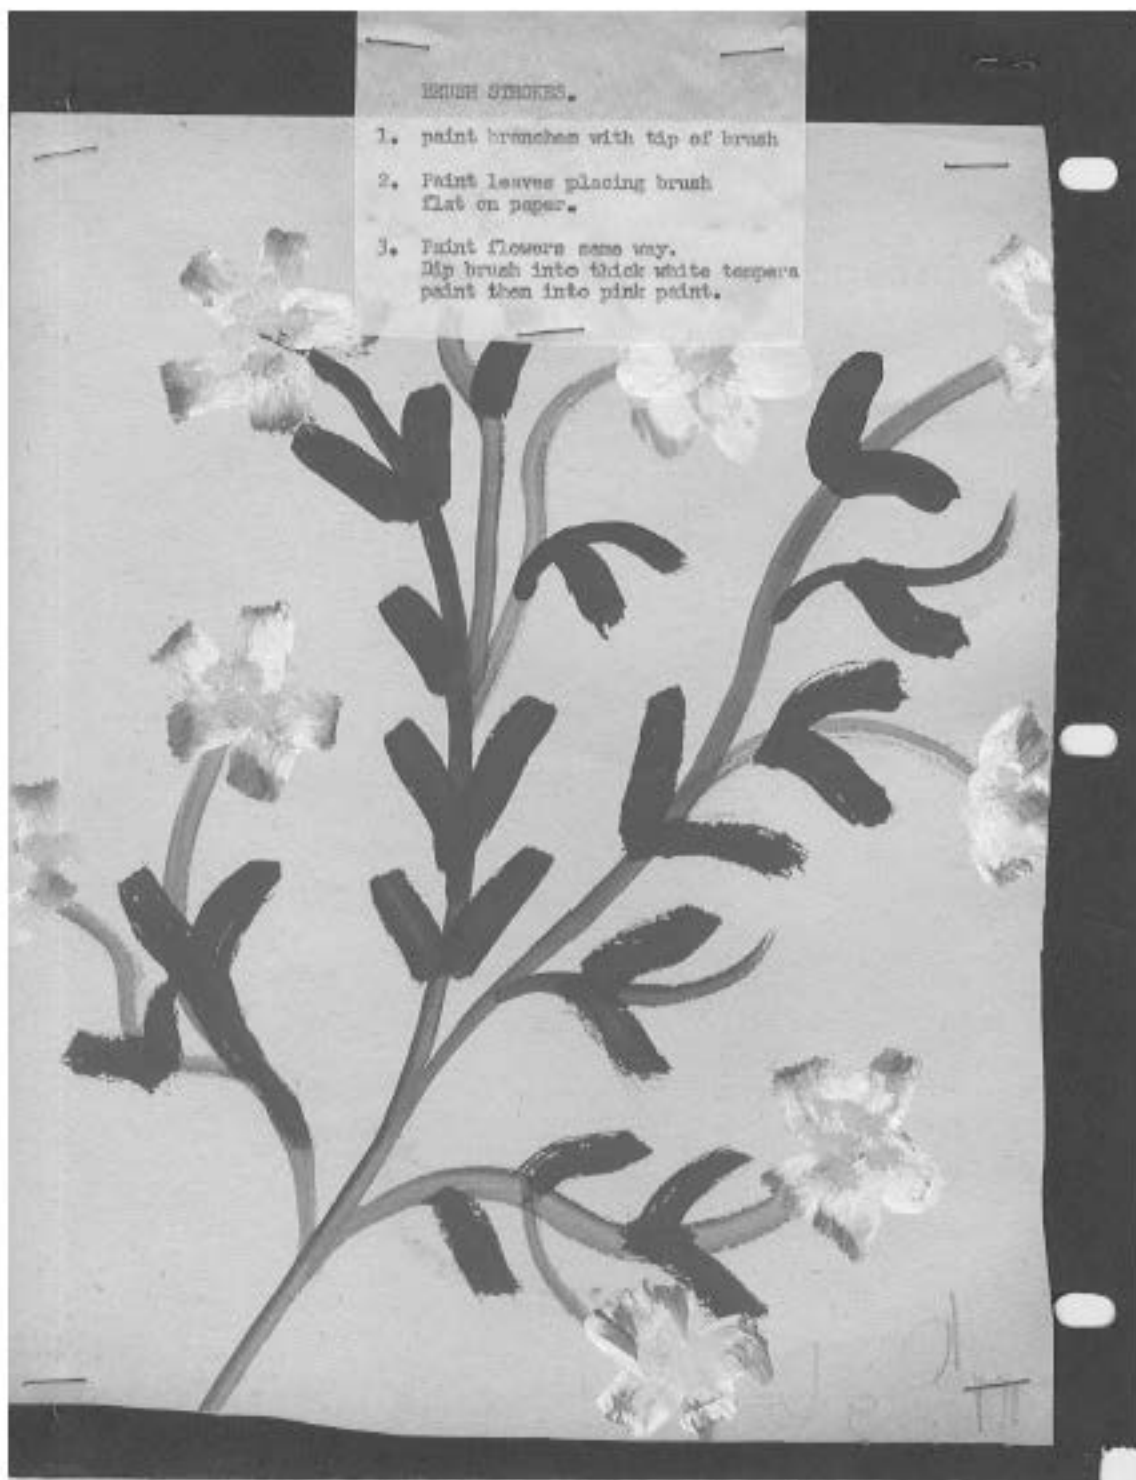 BRUSH STROKES.
1. paint branches with tip of brush
2. Paint leaves placing brush
flat on paper.
3. Paint flowers same way.
Dip brush into thick white tempera
paint then into pink paint.